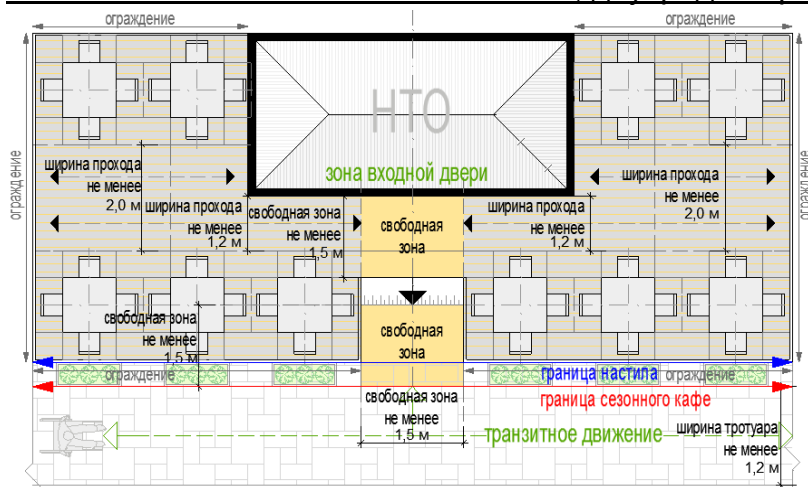 ограждение
ограждение
НТО
зона входной двери
ограждение
ограждение
ширина прохода
не менее
2,0 м
ширина прохода
не менее
1,2 м
свободная зона
не менее
1,5 м
свободная
зона
ширина прохода
не менее
1,2 м
ширина прохода
не менее
2,0 м
свободная зона
не менее
1,5 м
свободная
зона
ограждение
граница настила
ограждение
граница сезонного кафе
свободная зона
не менее
1,5 м
транзитное движение
ширина тротуара
не менее
1,2 м